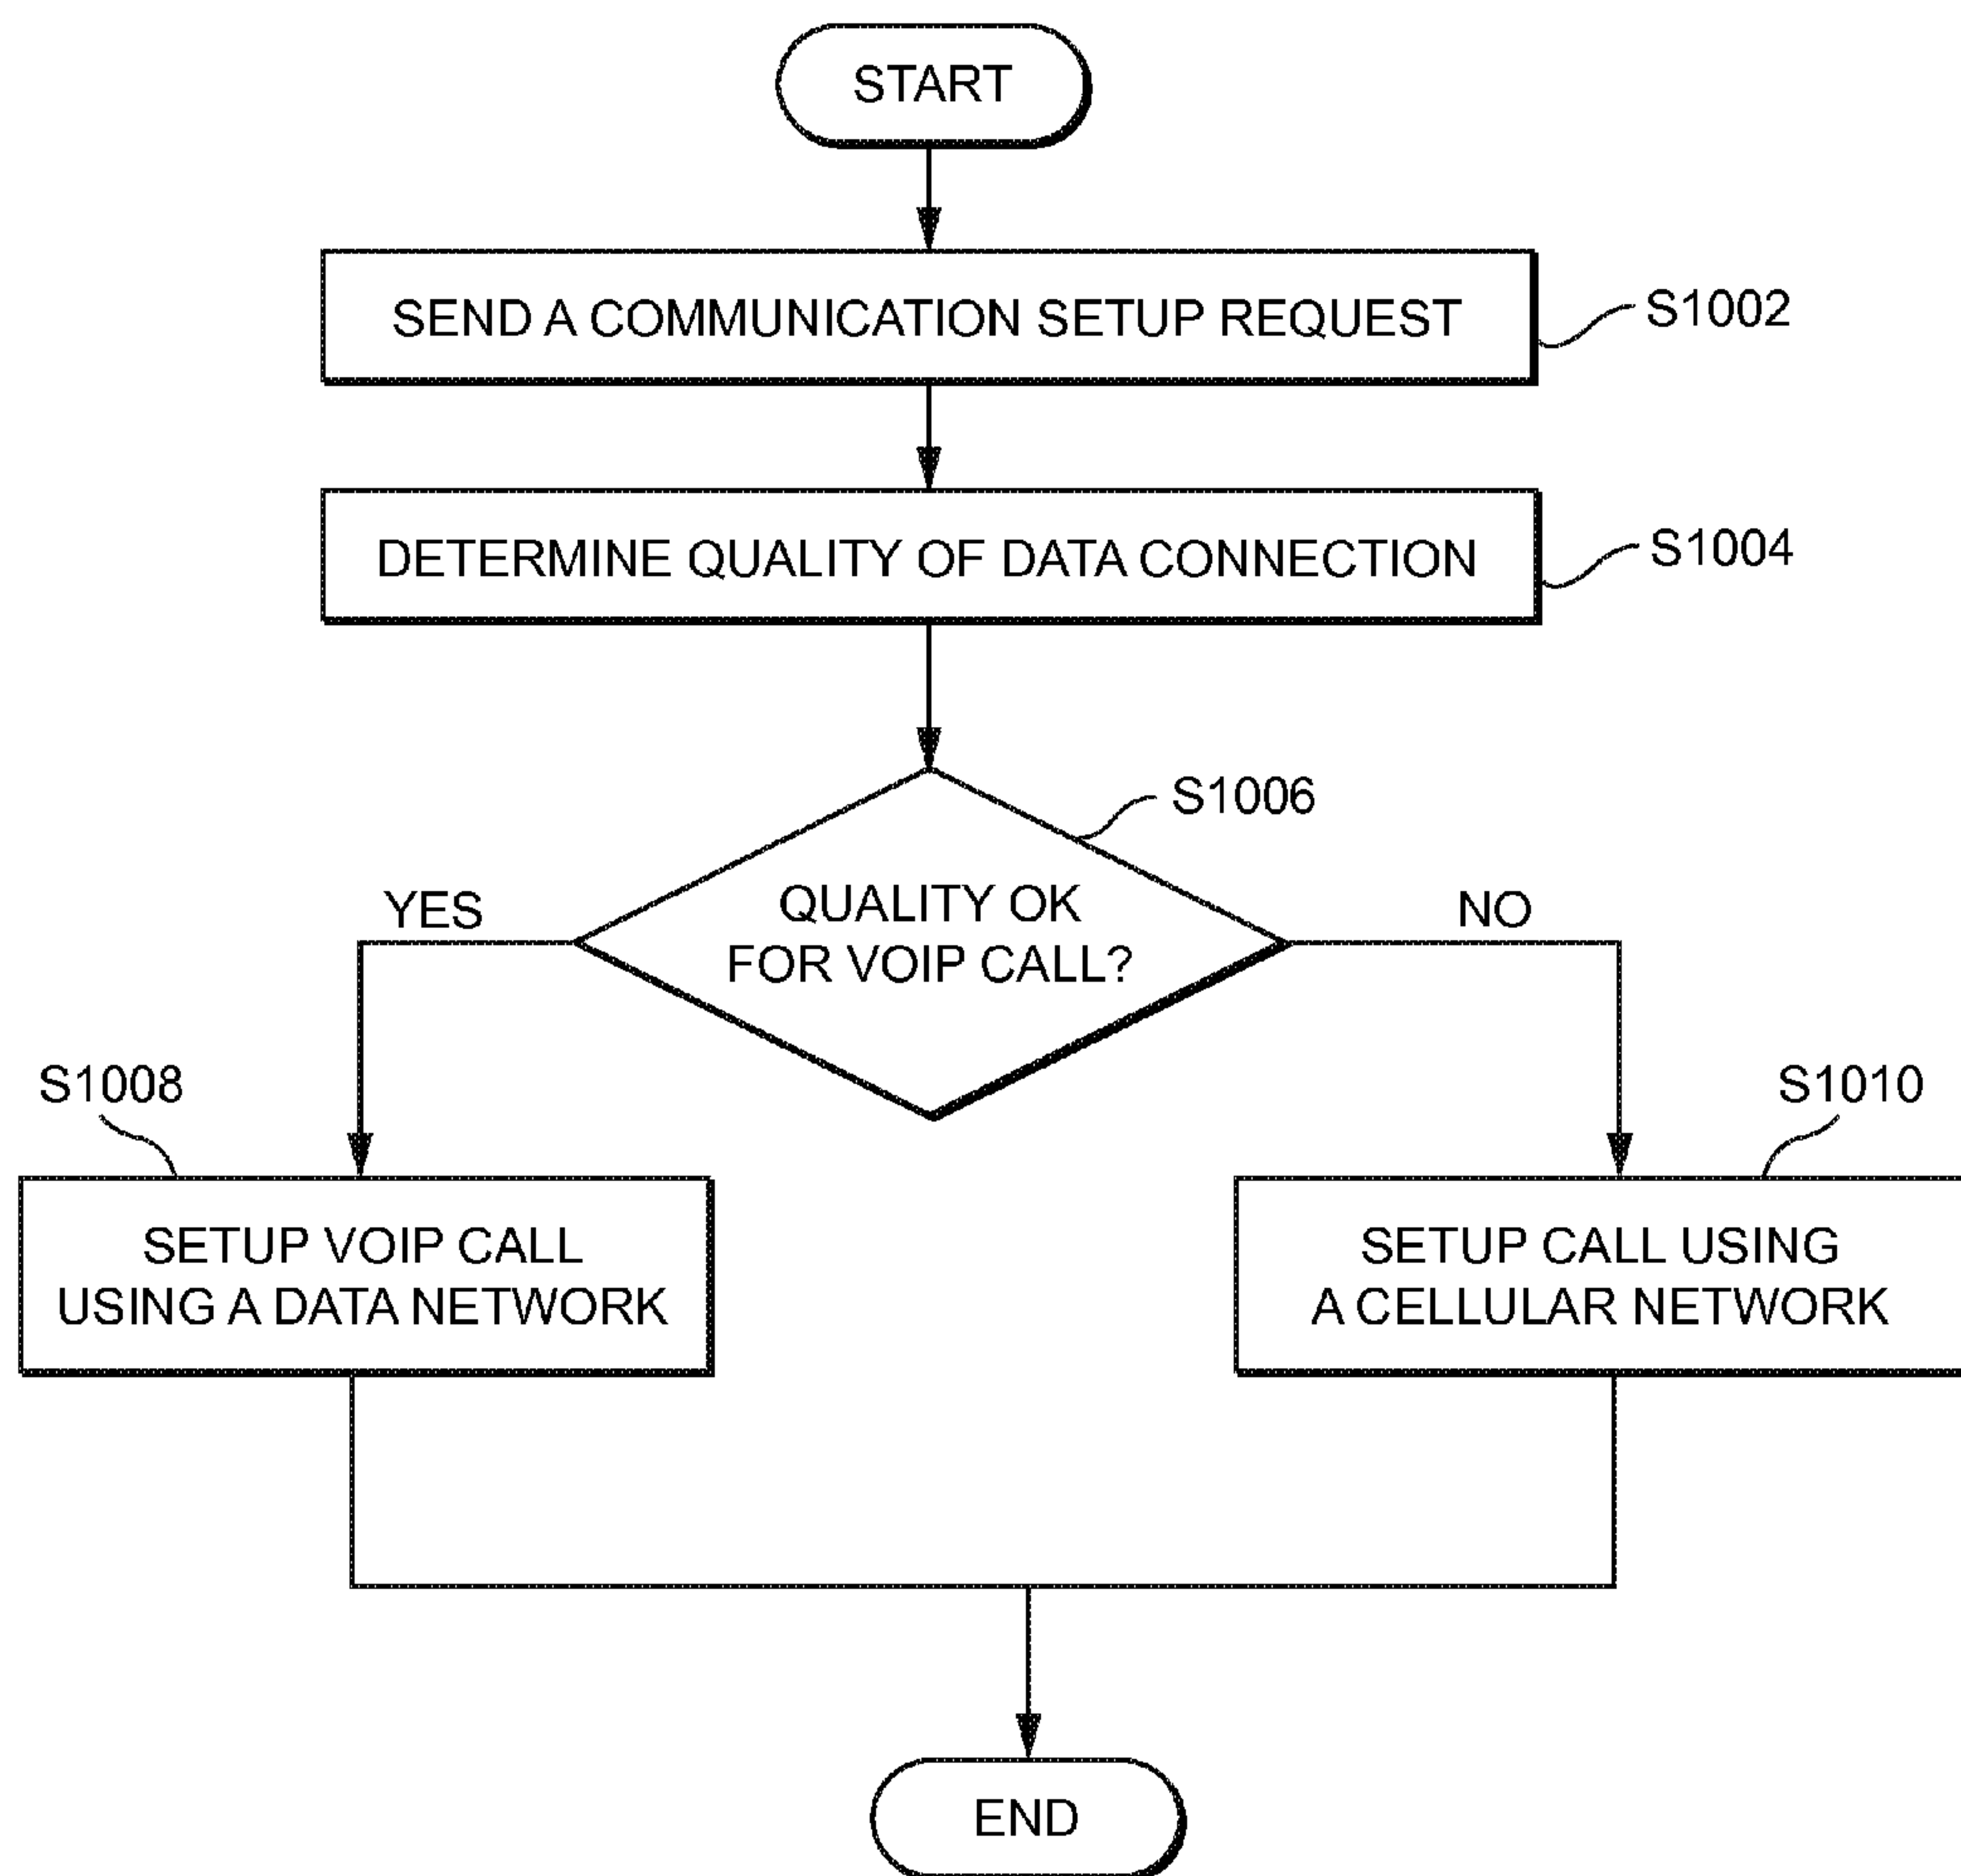 START
SEND A COMMUNICATION SETUP REQUEST
S1002
DETERMINE QUALITY OF DATA CONNECTION
S1004
S1006
QUALITY OK
FOR VOIP CALL?
YES
NO
S1008
S1010
SETUP VOIP CALL
USING A DATA NETWORK
SETUP CALL USING
A CELLULAR NETWORK
END